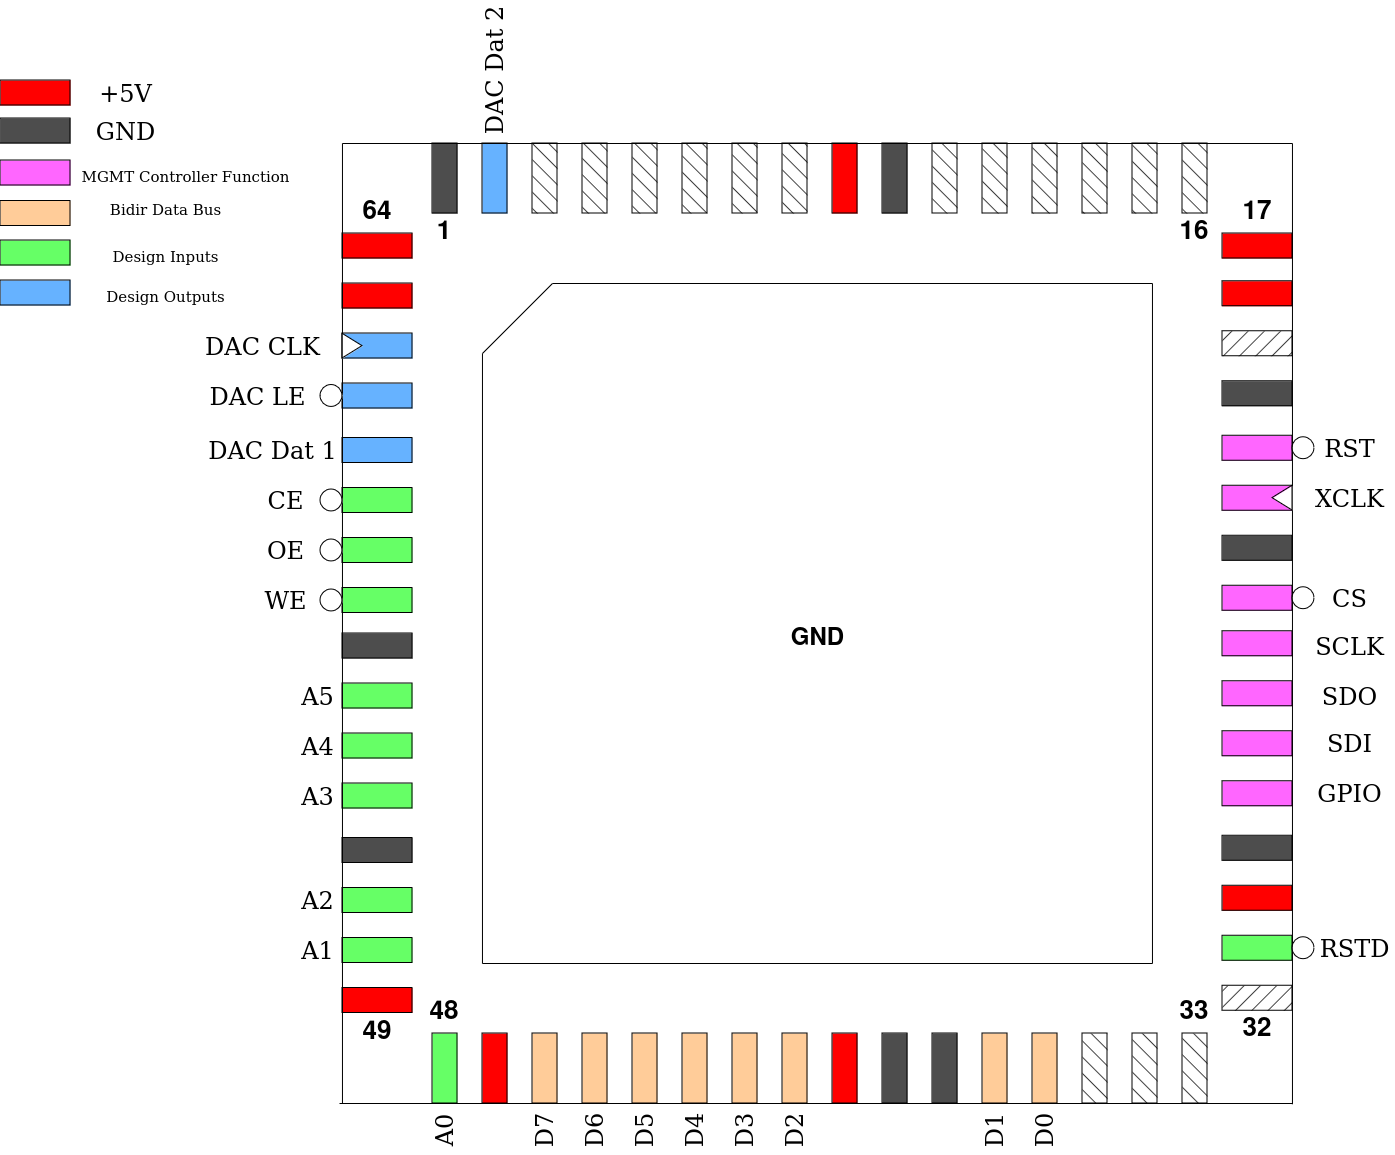 DAC Dat 2
+5V
GND
MGMT Controller Function
Bidir Data Bus
Design Inputs
Design Outputs
64
1
16
17
DAC CLK
DAC LE
DAC Dat 1
CE
OE
WE
A5
A4
A3
A2
A1
GND
RST
XCLK
CS
SCLK
SDO
SDI
GPIO
RSTD
49
48
33
32
A0
D7
D6
D5
D4
D3
D2
D1
D0